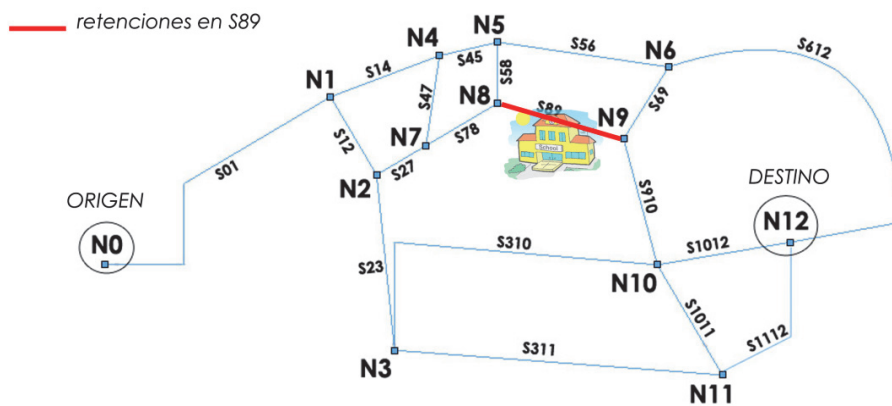 retenciones en S89
N5
N4
S45
S56
N6
S612
S14
S58
N1
N8
S89
N9
S69
S47
S12
N7
S78
School
S01
S27
N2
DESTINO
ORIGEN
S910
N12
N0
S310
S1012
S23
N10
S1011
S1112
N3
S311
N11